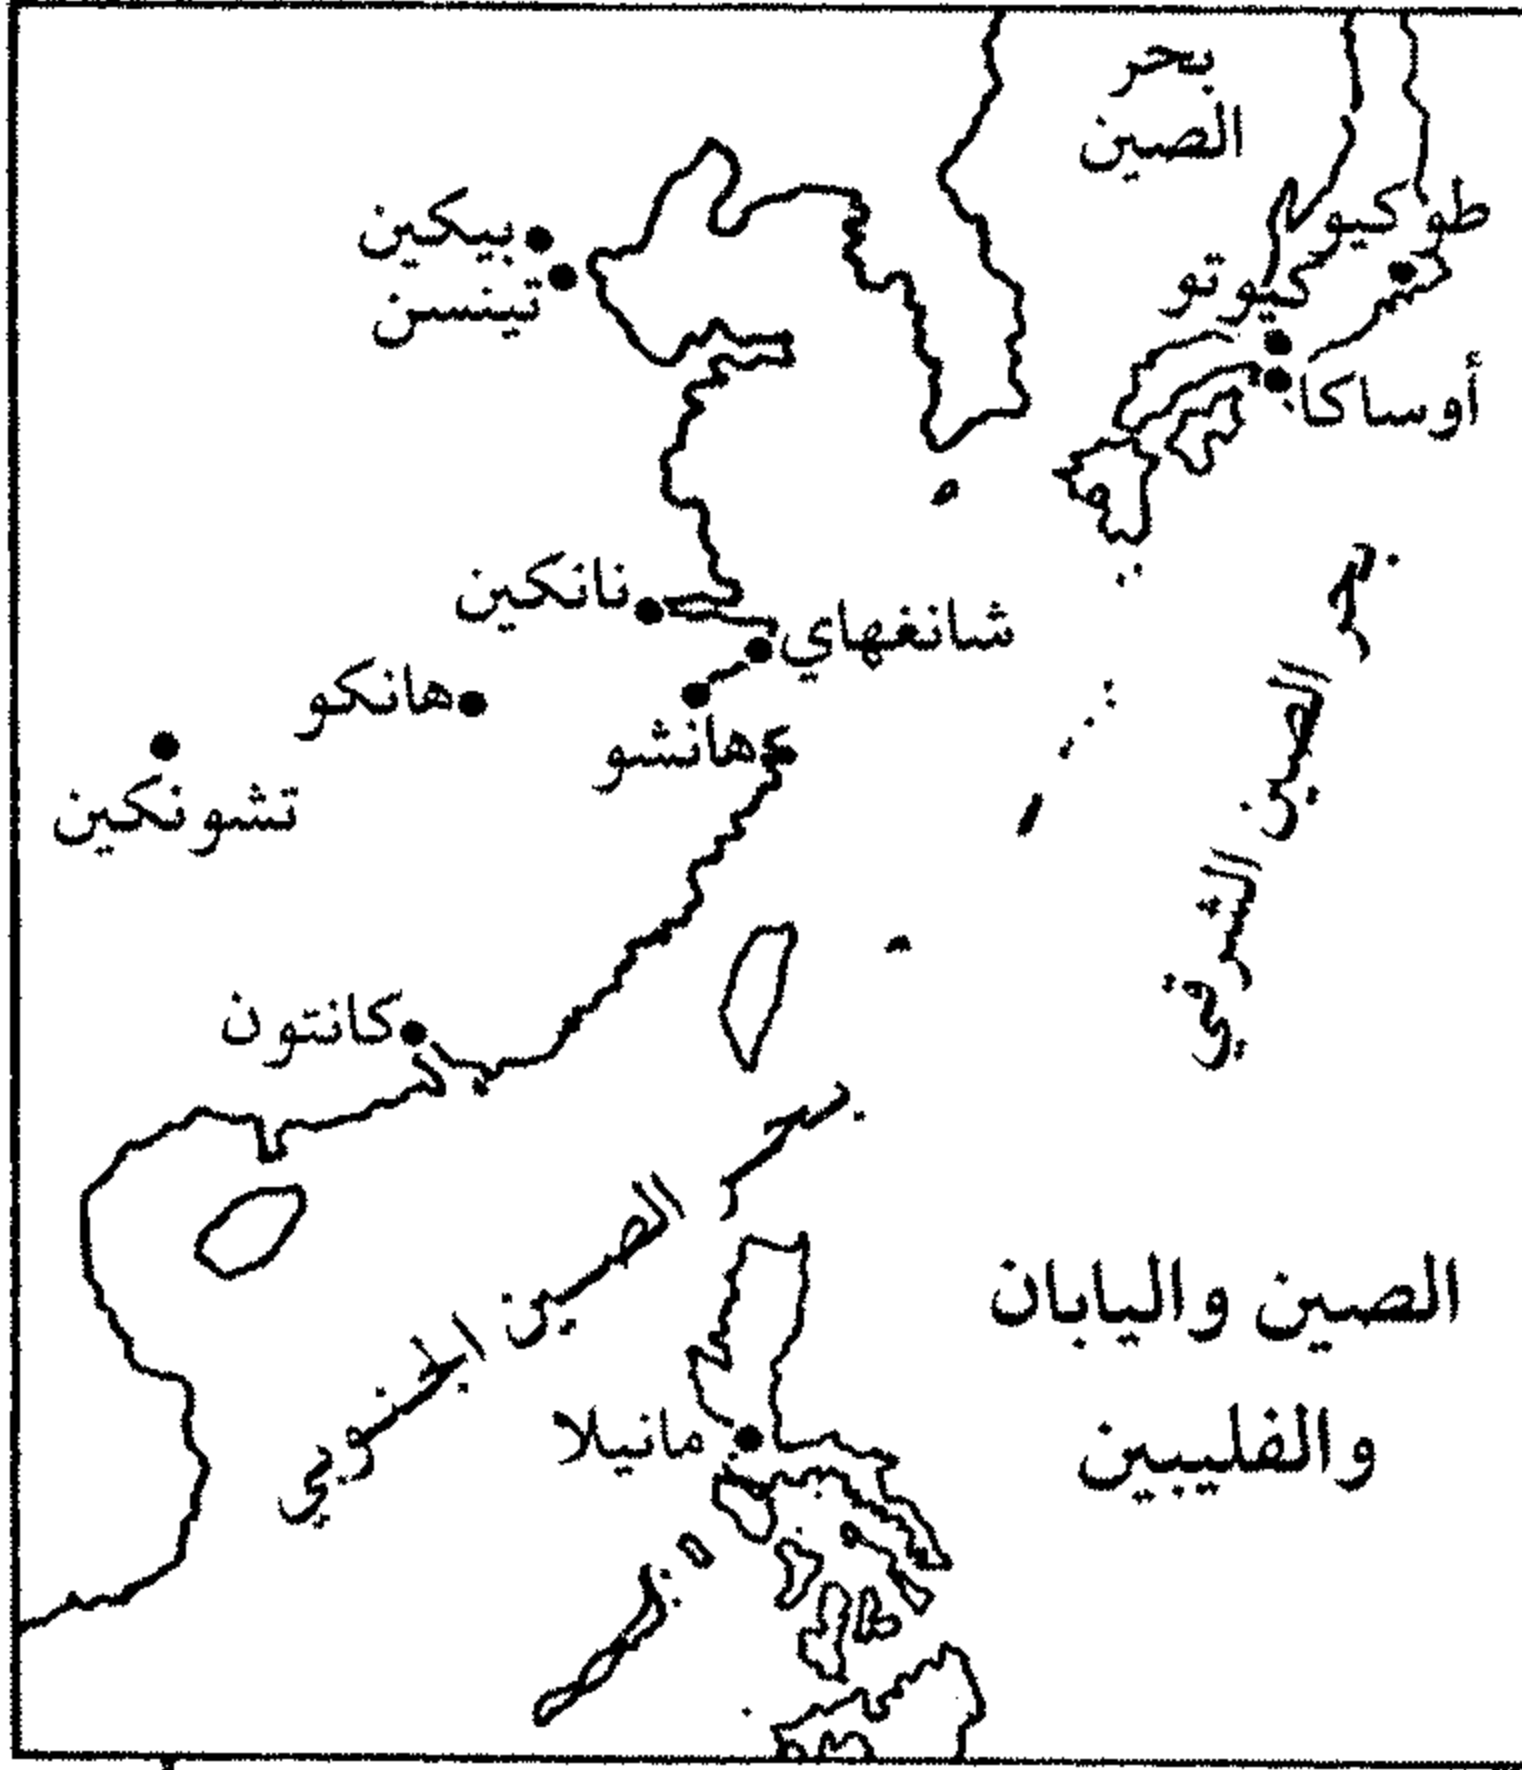 بحر
الصين
طوكيو
كيوتو
أوساكا
بيكين
تينسن
نانكين
شانغهاي
هانكو
هانشو
تشونكين
بحر الصين الشرقي
كانتون
بحر الصين الجنوبي
مانيلا
الصين واليابان
والفليبين